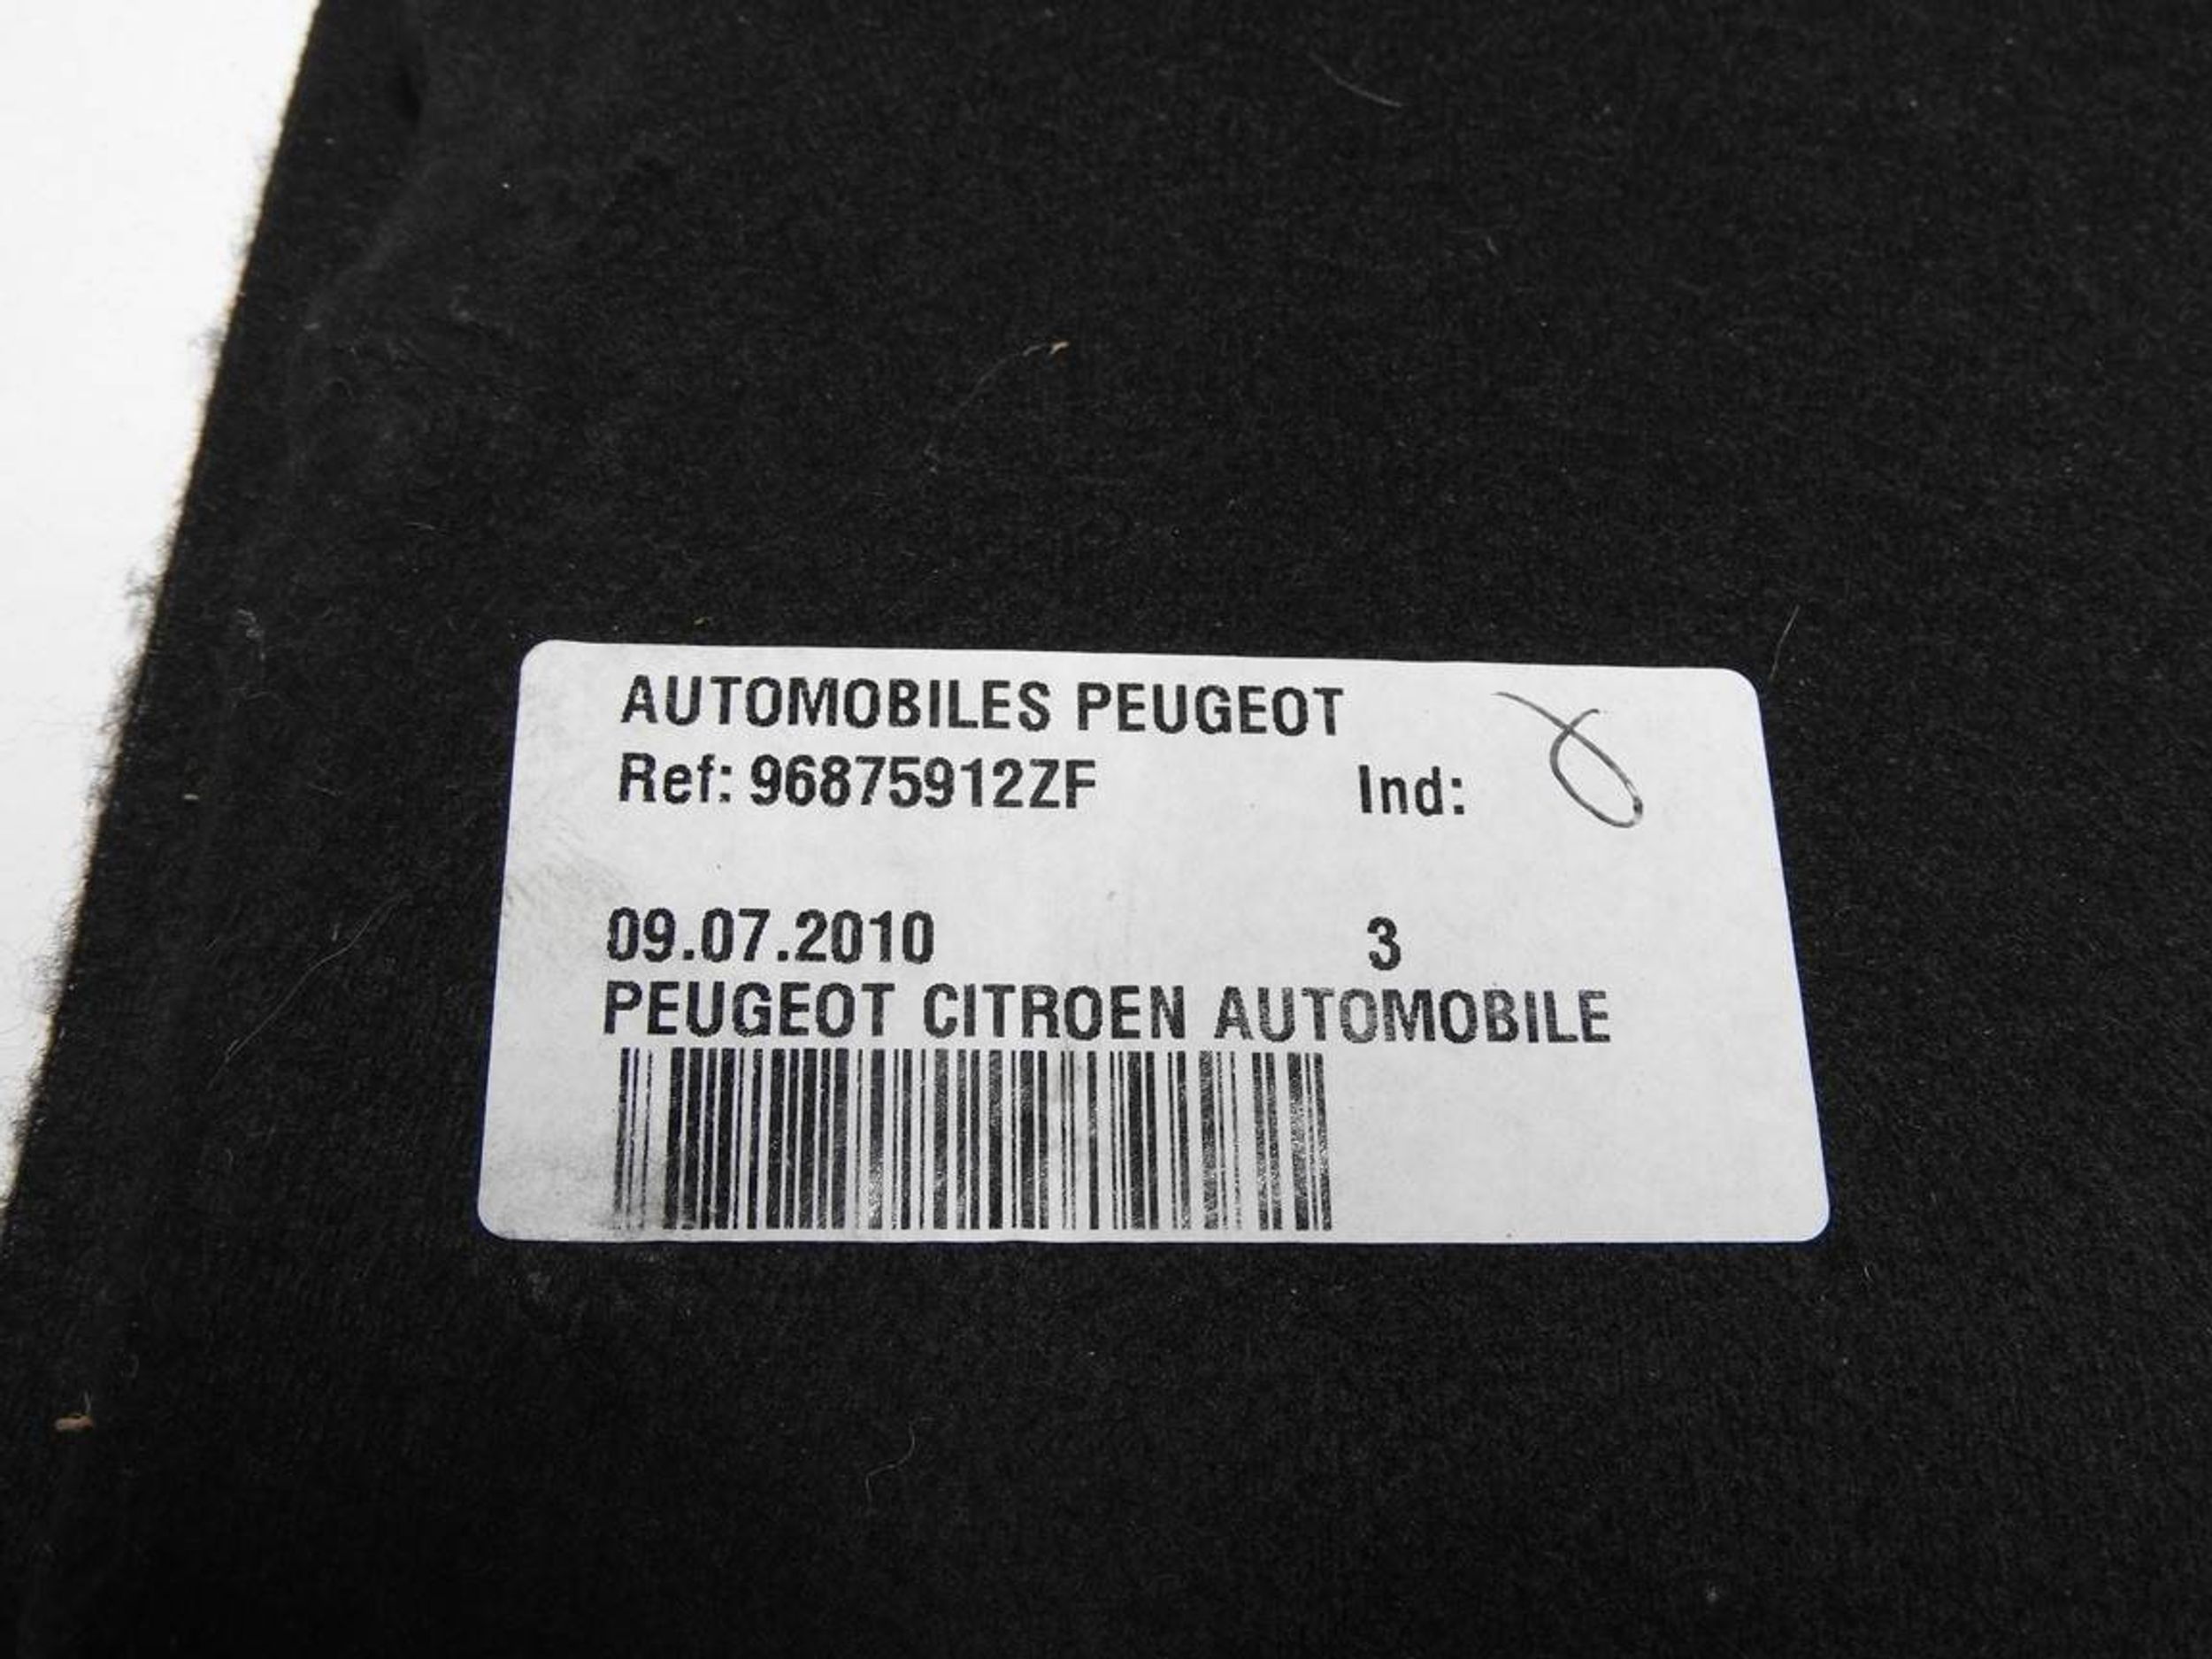 AUTOMOBILES PEUGEOT
Ref: 96875912ZF Ind:
09.07.2010 3
PEUGEOT CITROEN AUTOMOBILE